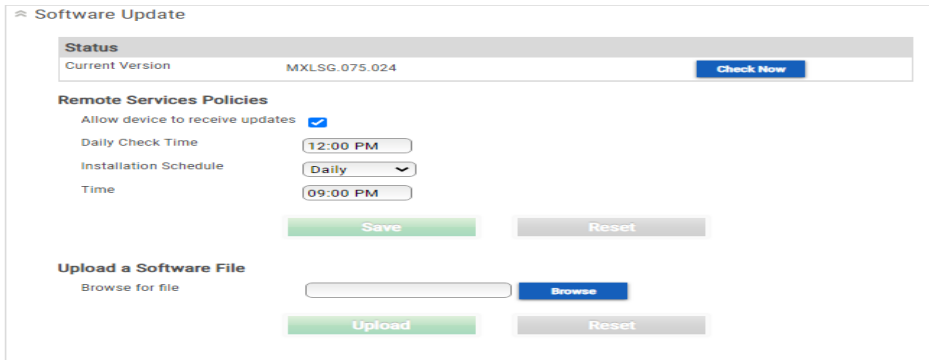 Software Update
Status
Current Version MXLSG.075.024 Check Now
Remote Services Policies
Allow device to receive updates
Daily Check Time 12:00 PM
Installation Schedule Daily
Time 09:00 PM
Save Reset
Upload a Software File
Browse for file Browse
Upload Reset